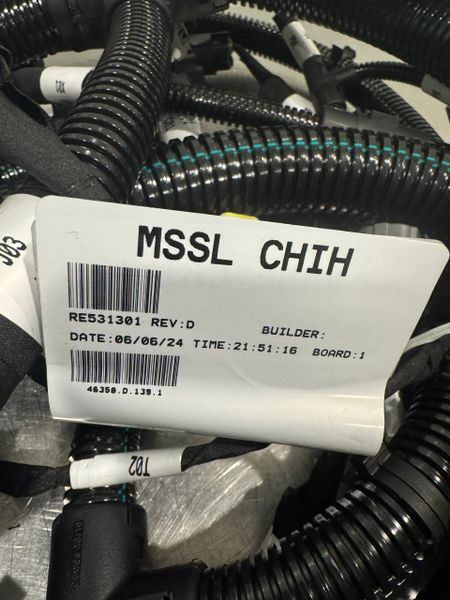 MSSL CHIH
RE531301 REV:D
BUILDER:
DATE:06/06/24 TIME:21:51:16 BOARD:1
46358.D.139.1
J03
T02